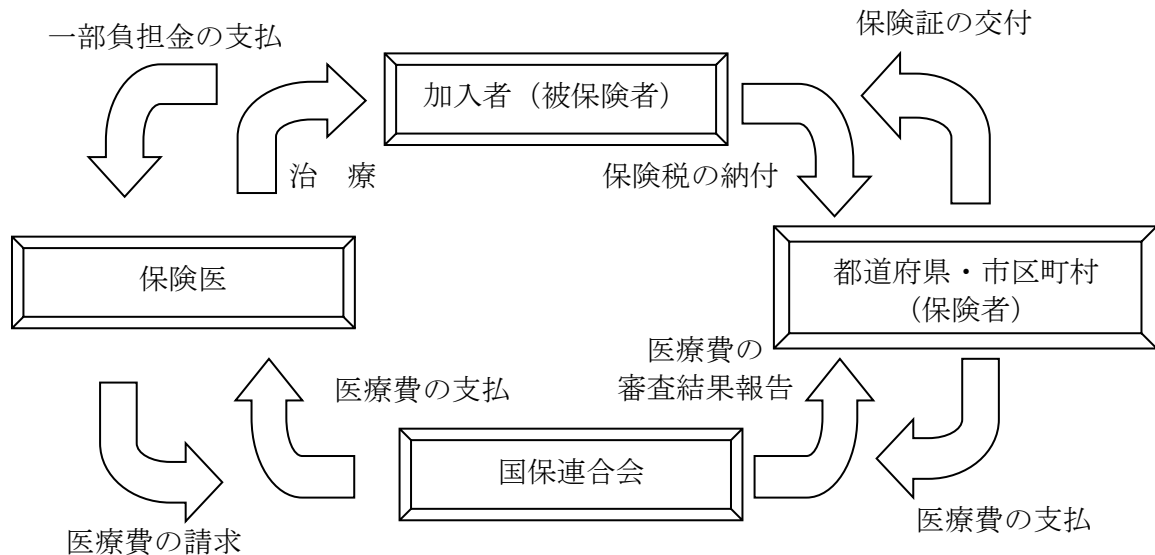 一部負担金の支払
保険証の交付
加入者（被保険者）
治　療
保険税の納付
保険医
都道府県・市区町村
（保険者）
医療費の
審査結果報告
医療費の支払
国保連合会
医療費の請求
医療費の支払